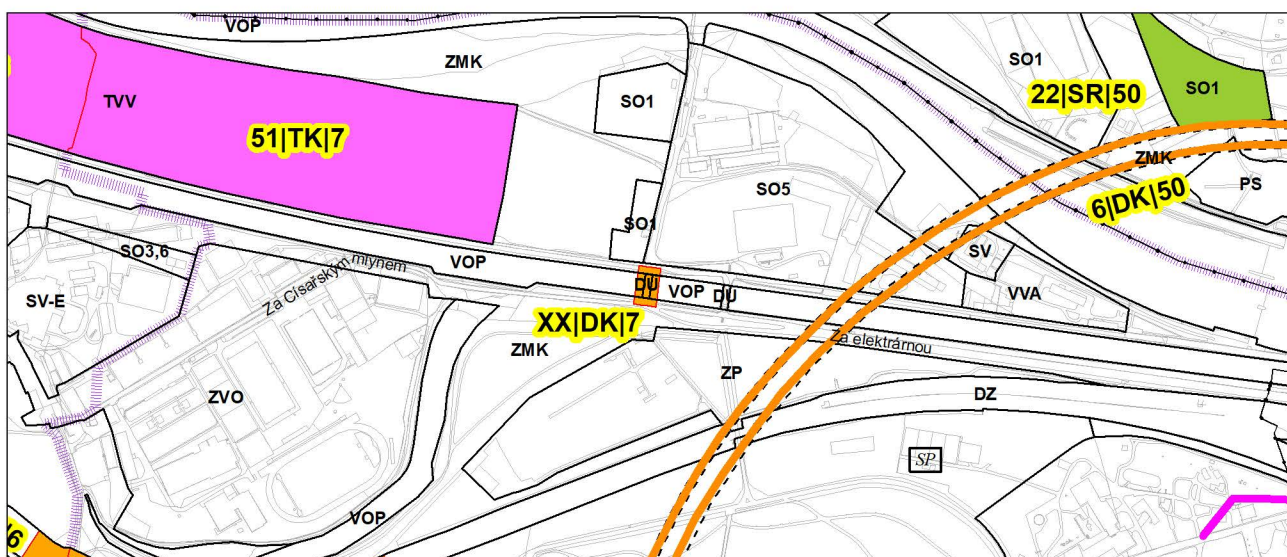 VOP
ZMK
SO1
SO1
22|SR|50
SO1
TVV
51|TK|7
ZMK
PS
SO5
6|DK|50
SO1
SO3,6
Za Císařským mlýnem
VOP
SV
SV-E
DU
VOP
DU
VVA
XX|DK|7
ZMK
Za elektrárnou
ZP
ZVO
DZ
SP
VOP